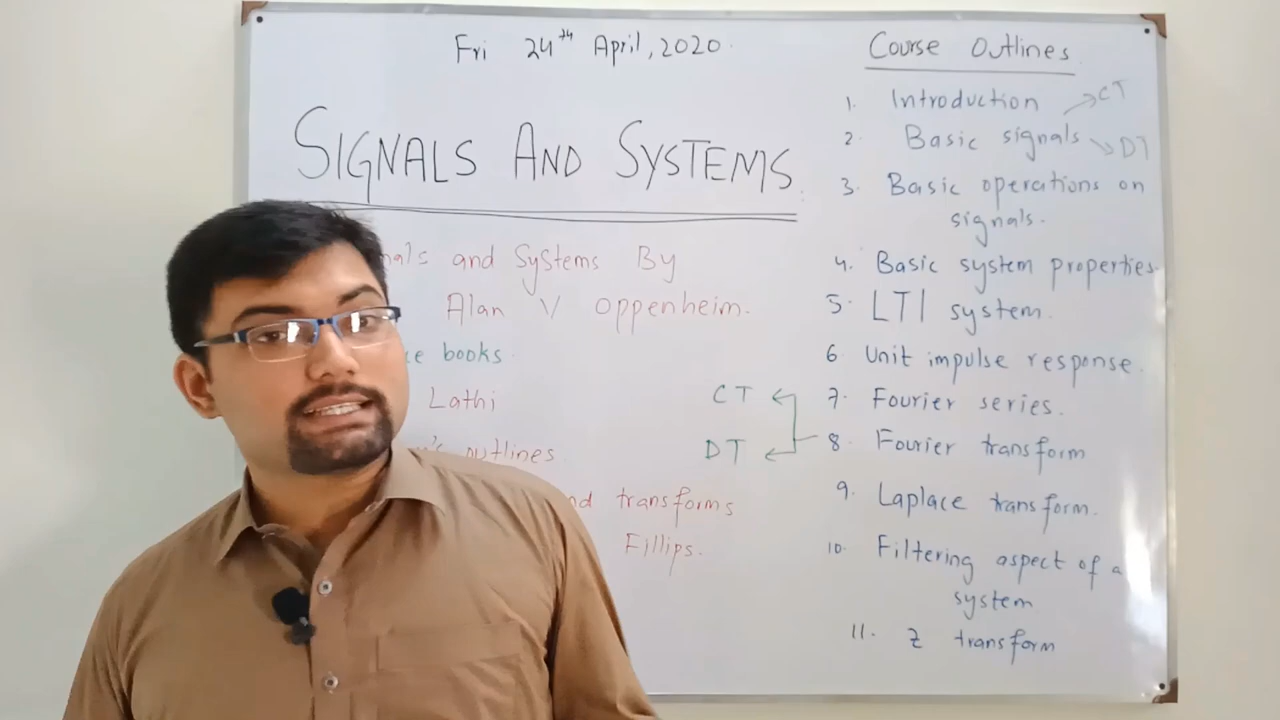 Fri 24th April, 2020.
SIGNALS AND SYSTEMS.
and Systems By
Alan V Oppenheim.
books
Lathi
outlines
transforms
Fillips.
CT
DT
Course Outlines
1. Introduction
CT
2. Basic signals
DT
3. Basic operations on
signals.
4. Basic system properties
5. LTI system.
6 Unit impulse response.
7. Fourier series.
8. Fourier transform
9. Laplace transform.
10. Filtering aspect of a
system
11. Z transform